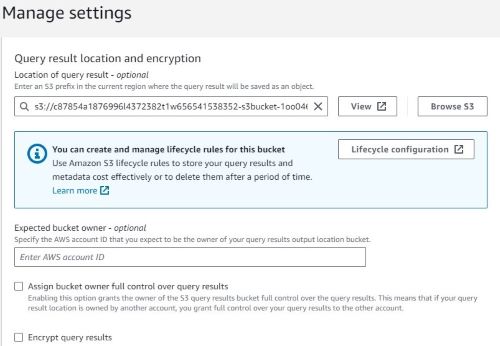 Manage settings
Query result location and encryption
Location of query result - optional
Enter an S3 prefix in the current region where the query result will be saved as an object.
s3://c87854a1876996l4372382t1w656541538352-s3bucket-1oo046
View
Browse S3
You can create and manage lifecycle rules for this bucket
Lifecycle configuration
Use Amazon S3 lifecycle rules to store your query results and
metadata cost effectively or to delete them after a period of time.
Learn more
Expected bucket owner - optional
Specify the AWS account ID that you expect to be the owner of your query results output location bucket.
Enter AWS account ID
Assign bucket owner full control over query results
Enabling this option grants the owner of the S3 query results bucket full control over the query results. This means that if your query
result location is owned by another account, you grant full control over your query results to the other account.
Encrypt query results